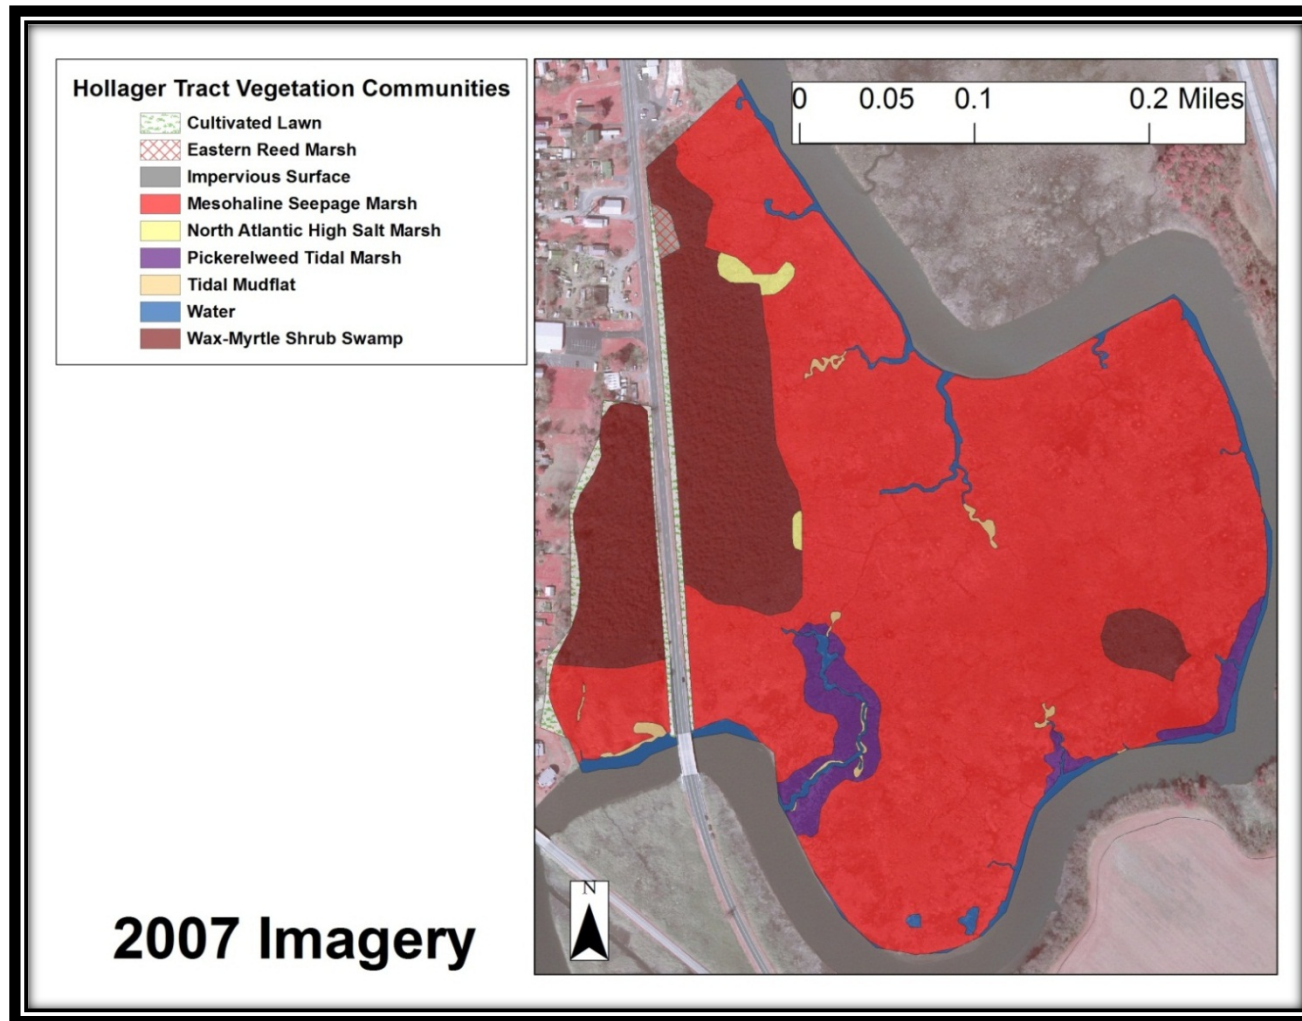 Hollager Tract Vegetation Communities
Cultivated Lawn
Eastern Reed Marsh
Impervious Surface
Mesohaline Seepage Marsh
North Atlantic High Salt Marsh
Pickerelweed Tidal Marsh
Tidal Mudflat
Water
Wax-Myrtle Shrub Swamp
0 0.05 0.1 0.2 Miles
N
2007 Imagery